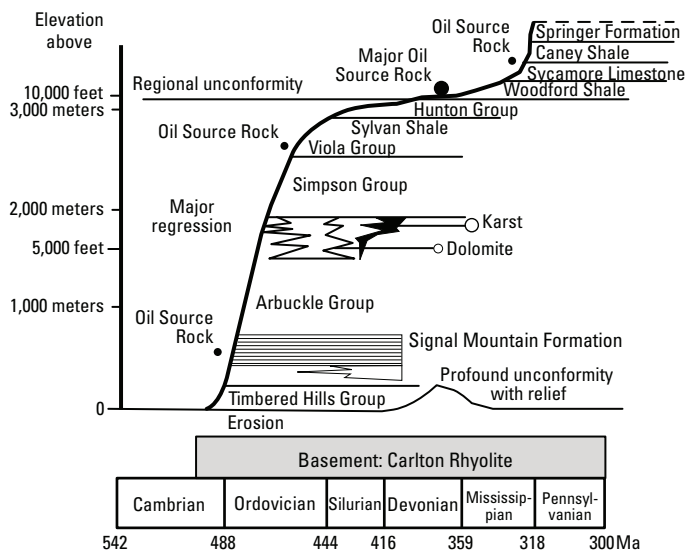 Elevation
above
10,000 feet
3,000 meters
2,000 meters
5,000 feet
1,000 meters
0
Oil Source
Rock
Springer Formation
Caney Shale
Sycamore Limestone
Woodford Shale
Major Oil
Source Rock
Regional unconformity
Hunton Group
Sylvan Shale
Oil Source Rock
Viola Group
Simpson Group
Major
regression
Karst
Dolomite
Arbuckle Group
Oil Source
Rock
Signal Mountain Formation
Profound unconformity
with relief
Timbered Hills Group
Erosion
Basement: Carlton Rhyolite
Cambrian
Ordovician
Silurian
Devonian
Mississip-
pian
Pennsyl-
vanian
542 488 444 416 359 318 300 Ma